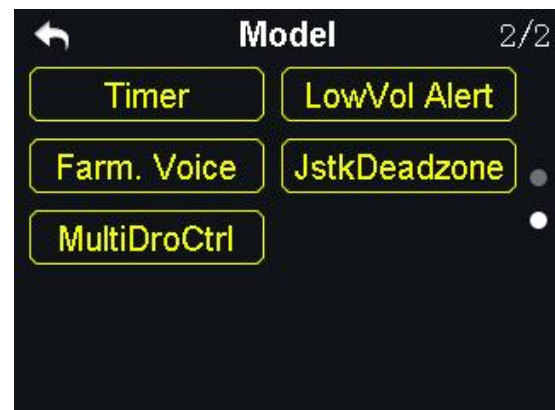 Model 2/2
Timer LowVol Alert
Farm. Voice JstkDeadzone
MultiDroCtrl